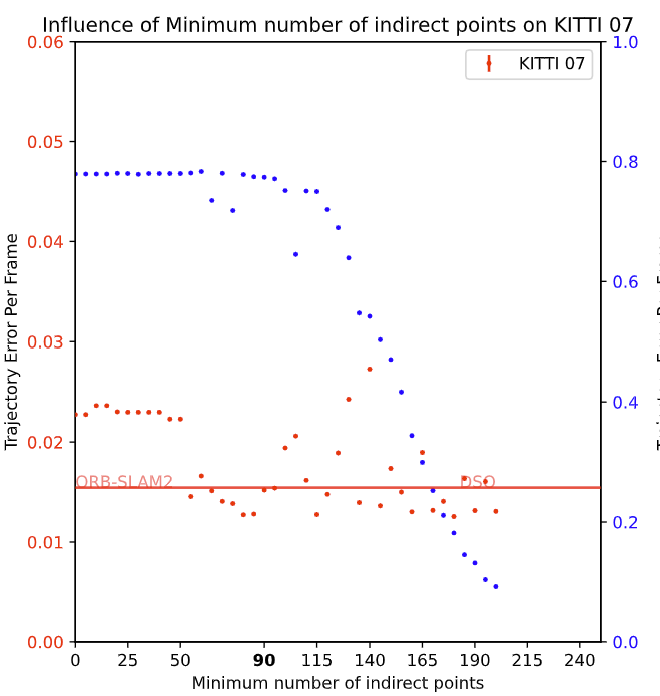 Influence of Minimum number of indirect points on KITTI 07
0.06
0.05
0.04
0.03
0.02
0.01
0.00
Trajectory Error Per Frame
KITTI 07
ORB-SLAM2
DSO
1.0
0.8
0.6
0.4
0.2
0.0
0 25 50 90 115 140 165 190 215 240
Minimum number of indirect points